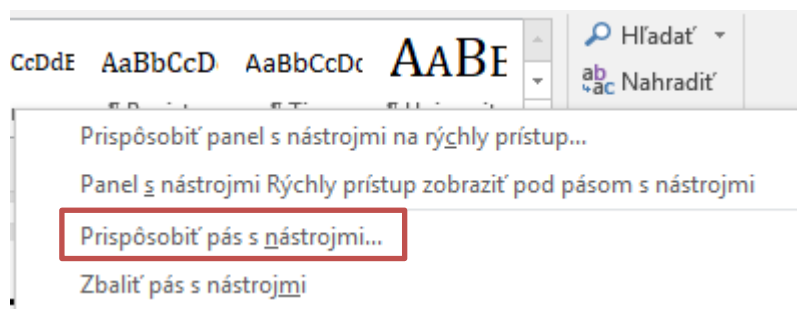 CcDdE AaBbCcD AaBbCcDc AABE
Hľadať
Nahradiť
Prispôsobiť panel s nástrojmi na rýchly prístup...
Panel s nástrojmi Rýchly prístup zobraziť pod pásom s nástrojmi
Prispôsobiť pás s nástrojmi...
Zbaliť pás s nástrojmi